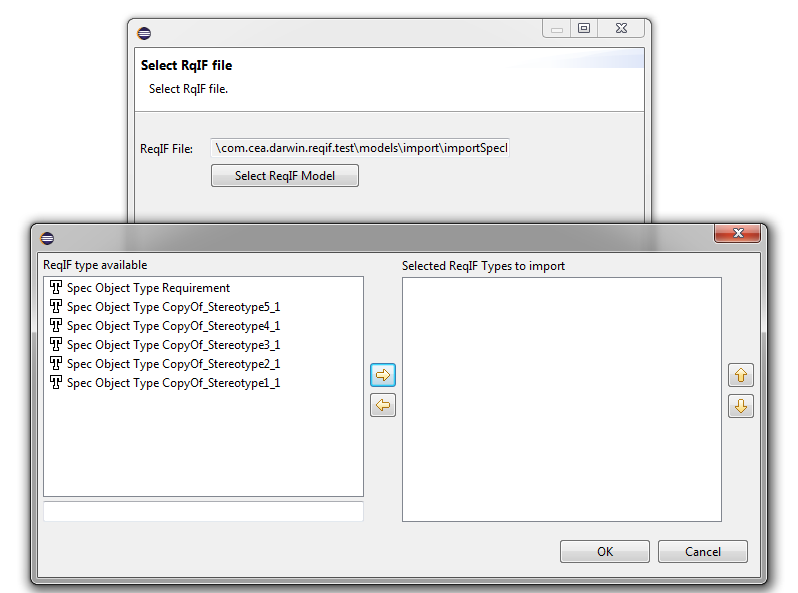 Select RqIF file
Select RqIF file.
ReqIF File: \com.cea.darwin.reqif.test\models\import\importSpecl
Select ReqIF Model
ReqIF type available
Selected ReqIF Types to import
Spec Object Type Requirement
Spec Object Type CopyOf_Stereotype5_1
Spec Object Type CopyOf_Stereotype4_1
Spec Object Type CopyOf_Stereotype3_1
Spec Object Type CopyOf_Stereotype2_1
Spec Object Type CopyOf_Stereotype1_1
OK
Cancel